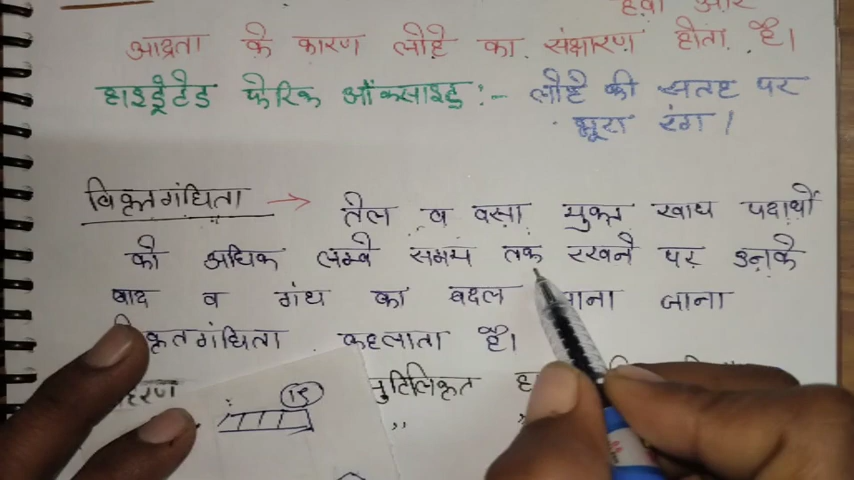 हवा और
आद्रता के कारण लोहे का संक्षारण होता है।
हाइड्रेटेड फेरिक ऑक्साइड :- लोहे की सतह पर
भूरा रंग।
विकृतगंधिता → तेल व वसा युक्त खाद्य पदार्थों
को अधिक लम्बे समय तक रखने पर उनके
स्वाद व गंध का बदल जाना
विकृतगंधिता कहलाता है।